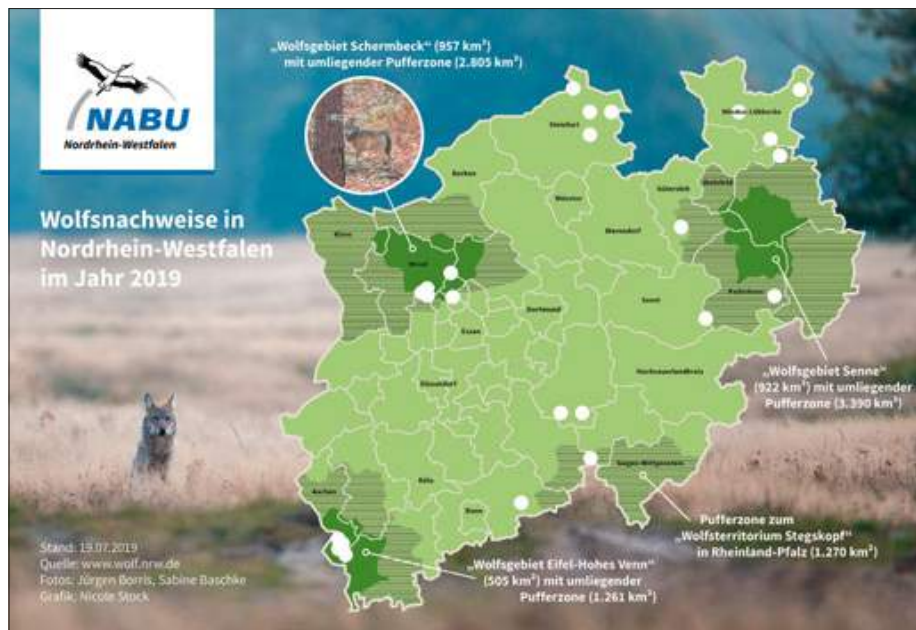 „Wolfsgebiet Schermbeck“ (957 km²)
mit umliegender Pufferzone (2.805 km²)
NABU
Nordrhein-Westfalen
Wolfsnachweise in
Nordrhein-Westfalen
im Jahr 2019
Steinfurt
Minden-Lübbecke
Borken
Münster
Gütersloh
Bielefeld
Kleve
Warendorf
Wesel
Paderborn
Soest
Dortmund
Essen
Hochsauerlandkreis
Düsseldorf
„Wolfsgebiet Senne“
(922 km²) mit umliegender
Pufferzone (3.390 km²)
Siegen-Wittgenstein
Köln
Aachen
Bonn
Pufferzone zum
„Wolfsterritorium Stegskopf“
in Rheinland-Pfalz (1.270 km²)
Stand: 19.07.2019
Quelle: www.wolf.nrw.de
Fotos: Jürgen Borris, Sabine Baschke
Grafik: Nicole Stock
„Wolfsgebiet Eifel-Hohes Venn“
(505 km²) mit umliegender
Pufferzone (1.261 km²)